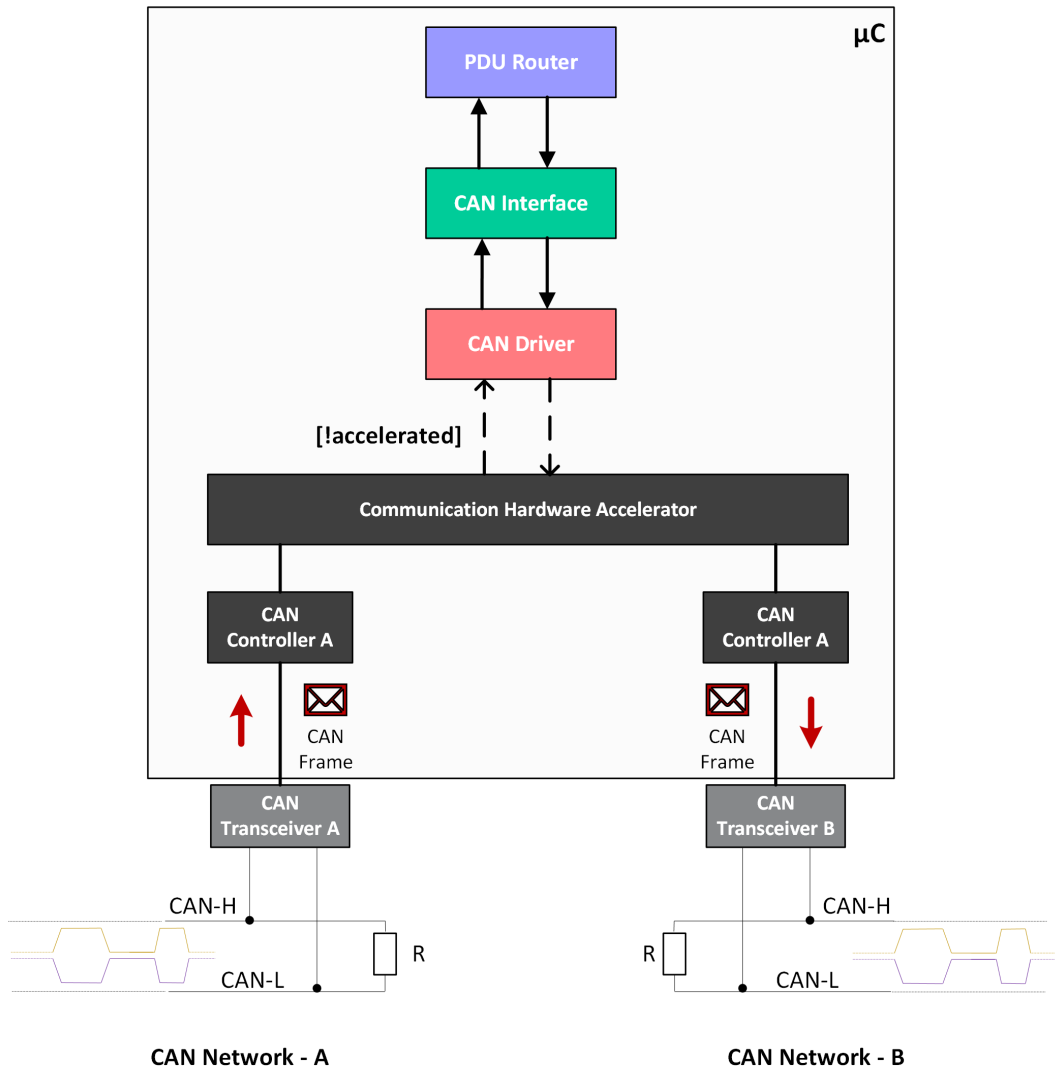 µC
PDU Router
CAN Interface
CAN Driver
[!accelerated]
Communication Hardware Accelerator
CAN
Controller A
CAN
Controller A
CAN
Frame
CAN
Frame
CAN
Transceiver A
CAN
Transceiver B
CAN-H
CAN-H
R
R
CAN-L
CAN-L
CAN Network - A
CAN Network - B